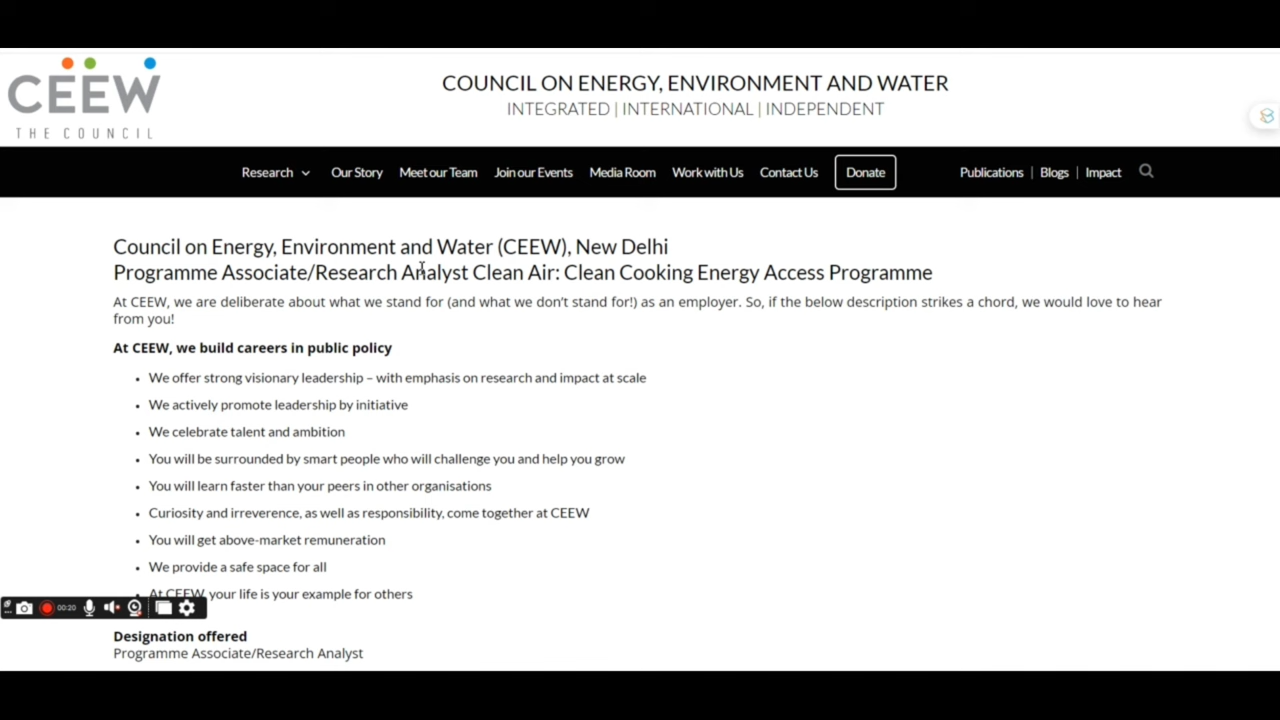 CEEW
THE COUNCIL
COUNCIL ON ENERGY, ENVIRONMENT AND WATER
INTEGRATED | INTERNATIONAL | INDEPENDENT
Research Our Story Meet our Team Join our Events Media Room Work with Us Contact Us Donate Publications | Blogs | Impact
Council on Energy, Environment and Water (CEEW), New Delhi
Programme Associate/Research Analyst Clean Air: Clean Cooking Energy Access Programme
At CEEW, we are deliberate about what we stand for (and what we don't stand for!) as an employer. So, if the below description strikes a chord, we would love to hear
from you!
At CEEW, we build careers in public policy
• We offer strong visionary leadership – with emphasis on research and impact at scale
• We actively promote leadership by initiative
• We celebrate talent and ambition
• You will be surrounded by smart people who will challenge you and help you grow
• You will learn faster than your peers in other organisations
• Curiosity and irreverence, as well as responsibility, come together at CEEW
• You will get above-market remuneration
• We provide a safe space for all
• At CEEW, your life is your example for others
00:20
Designation offered
Programme Associate/Research Analyst